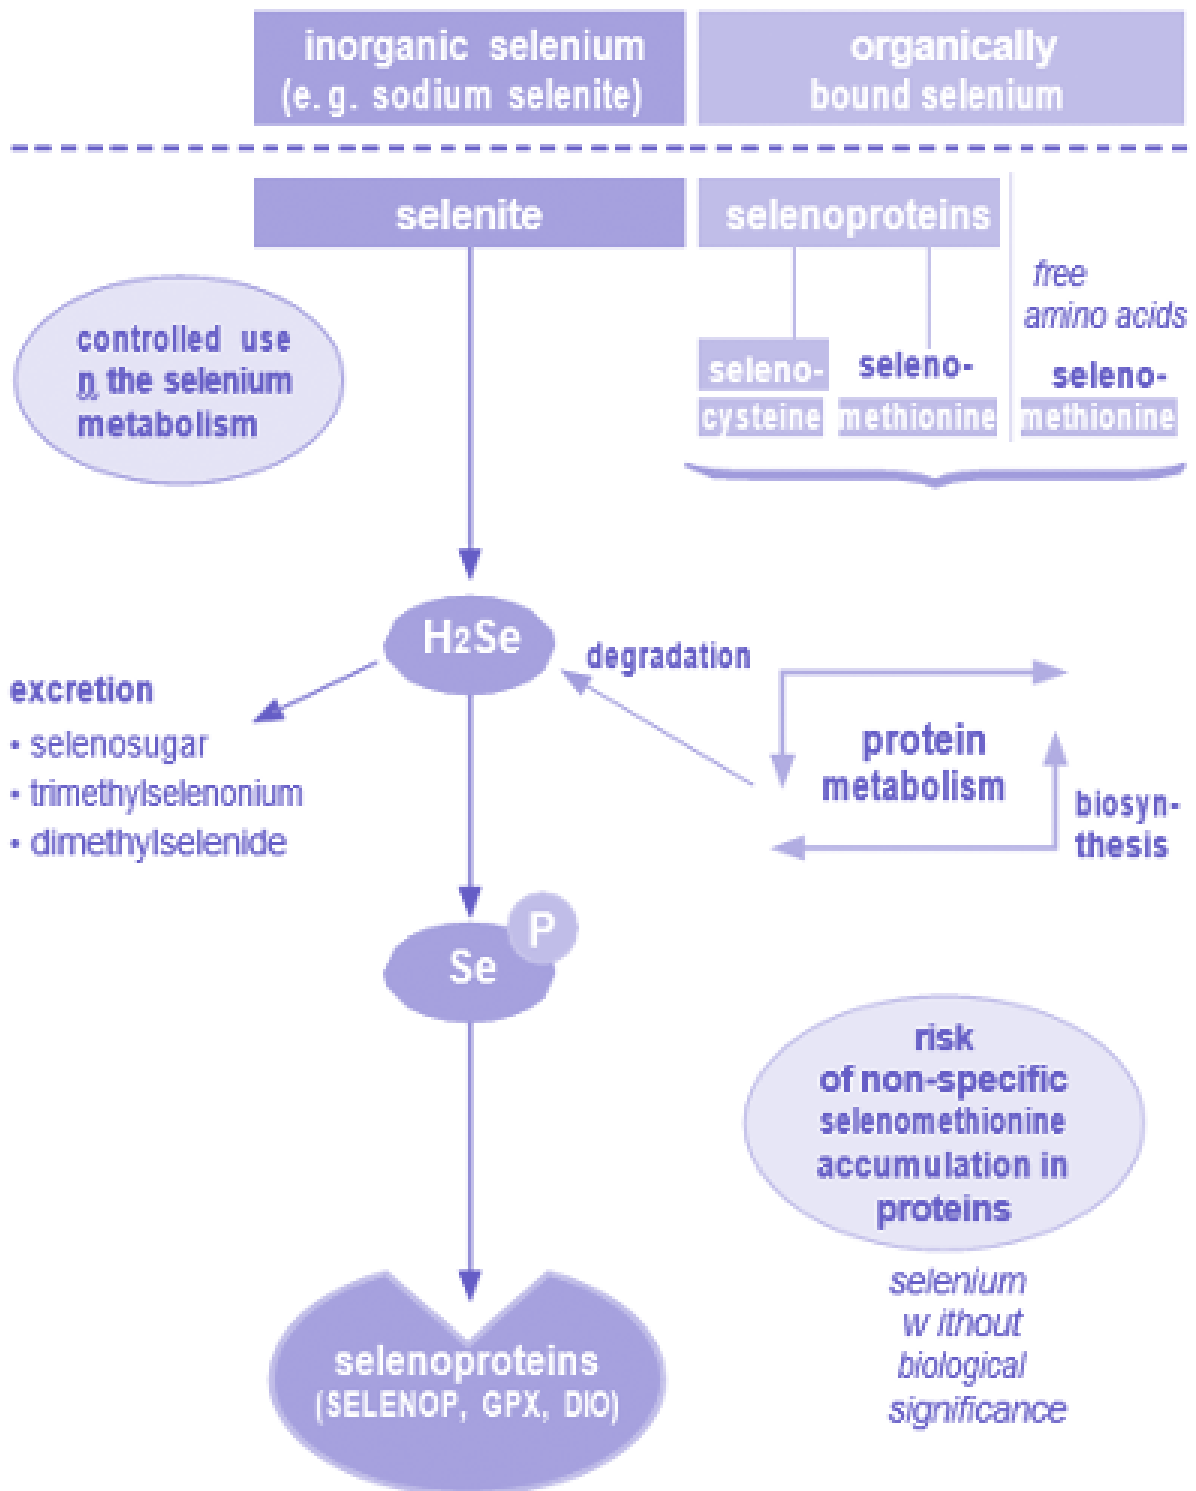 inorganic selenium
(e. g. sodium selenite)
organically
bound selenium
selenite
selenoproteins
free
amino acids
controlled use
n the selenium
metabolism
seleno-
cysteine
seleno-
methionine
seleno-
methionine
H2Se
degradation
excretion
• selenosugar
• trimethylselenonium
• dimethylselenide
protein
metabolism
biosyn-
thesis
P
Se
risk
of non-specific
selenomethionine
accumulation in
proteins
selenium
w ithout
biological
significance
selenoproteins
(SELENOP, GPX, DIO)